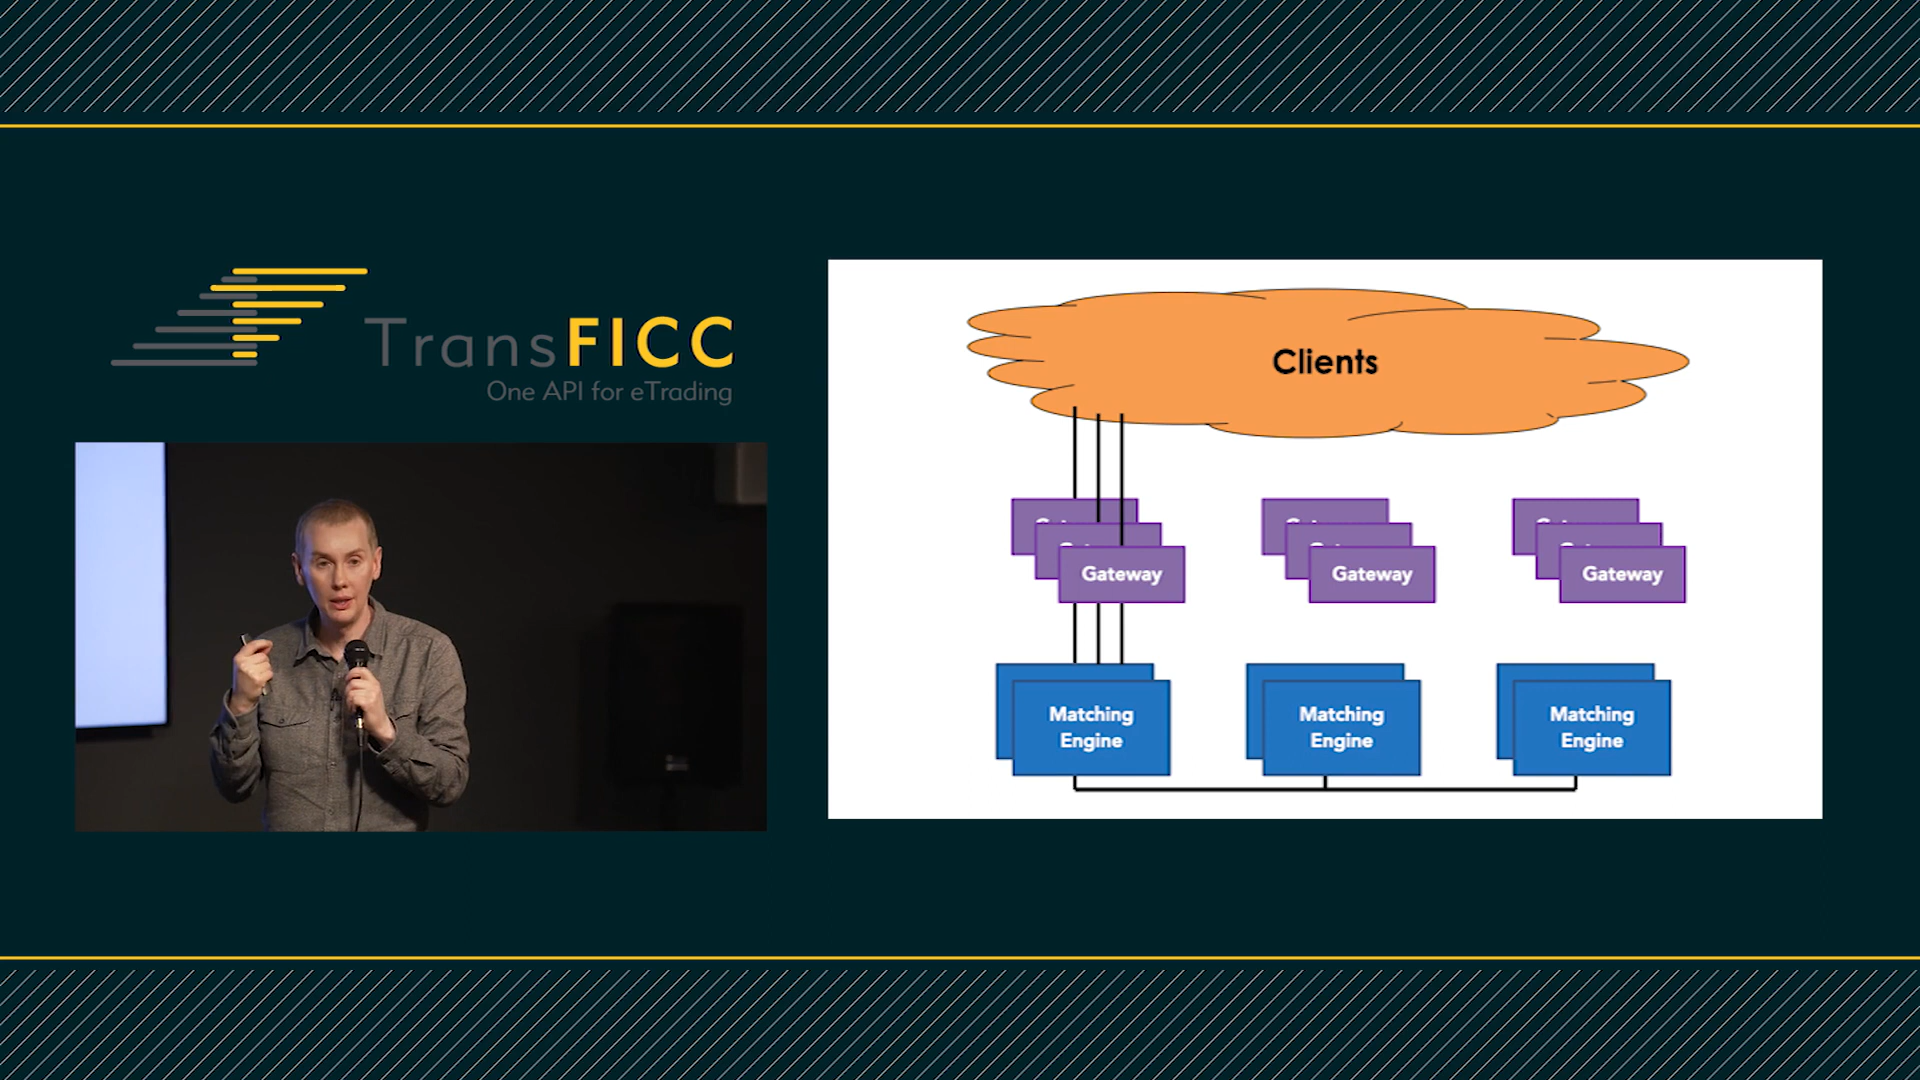 TransFICC
One API for eTrading
Clients
Gateway
Gateway
Gateway
Matching
Engine
Matching
Engine
Matching
Engine